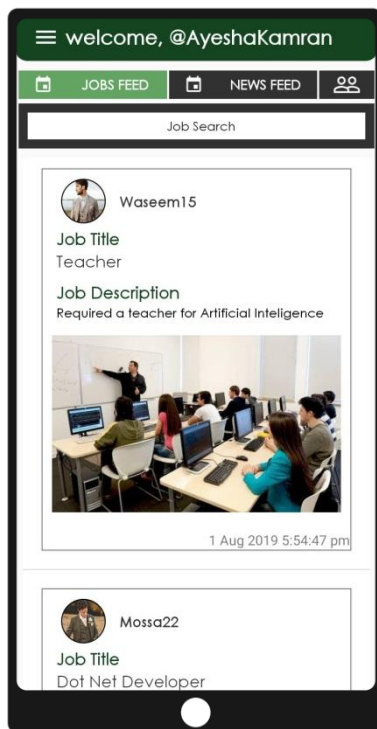 welcome, @AyeshaKamran
JOBS FEED
NEWS FEED
Job Search
Waseem15
Job Title
Teacher
Job Description
Required a teacher for Artificial Inteligence
1 Aug 2019 5:54:47 pm
Mossa22
Job Title
Dot Net Developer